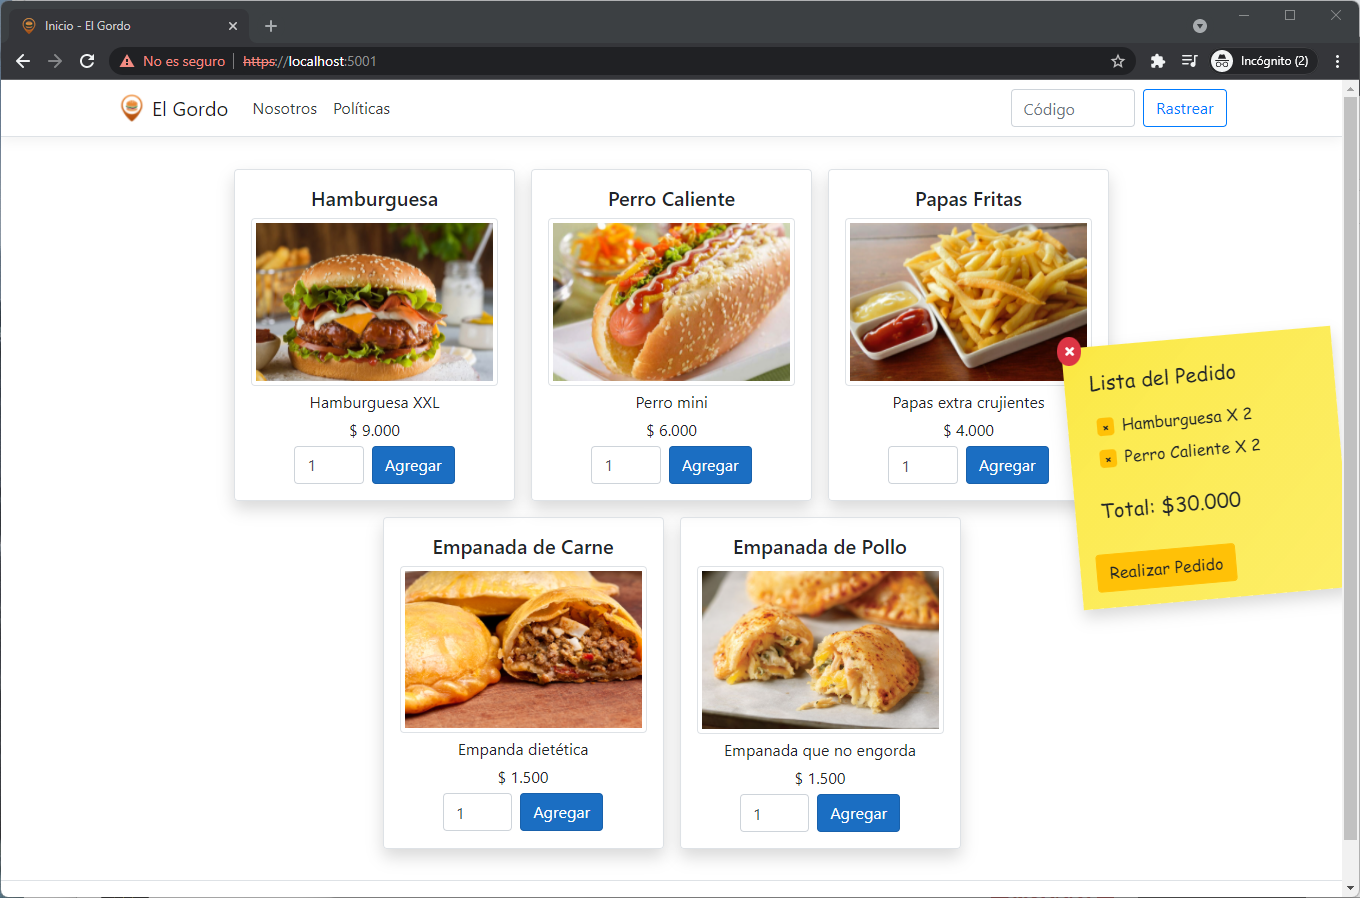 Inicio - El Gordo
No es seguro | https://localhost:5001
Incógnito (2)
El Gordo
Nosotros
Políticas
Código
Rastrear
Hamburguesa
Hamburguesa XXL
$ 9.000
1
Agregar
Perro Caliente
Perro mini
$ 6.000
1
Agregar
Papas Fritas
Papas extra crujientes
$ 4.000
1
Agregar
Lista del Pedido
Hamburguesa X 2
Perro Caliente X 2
Total: $30.000
Realizar Pedido
Empanada de Carne
Empanda dietética
$ 1.500
1
Agregar
Empanada de Pollo
Empanada que no engorda
$ 1.500
1
Agregar